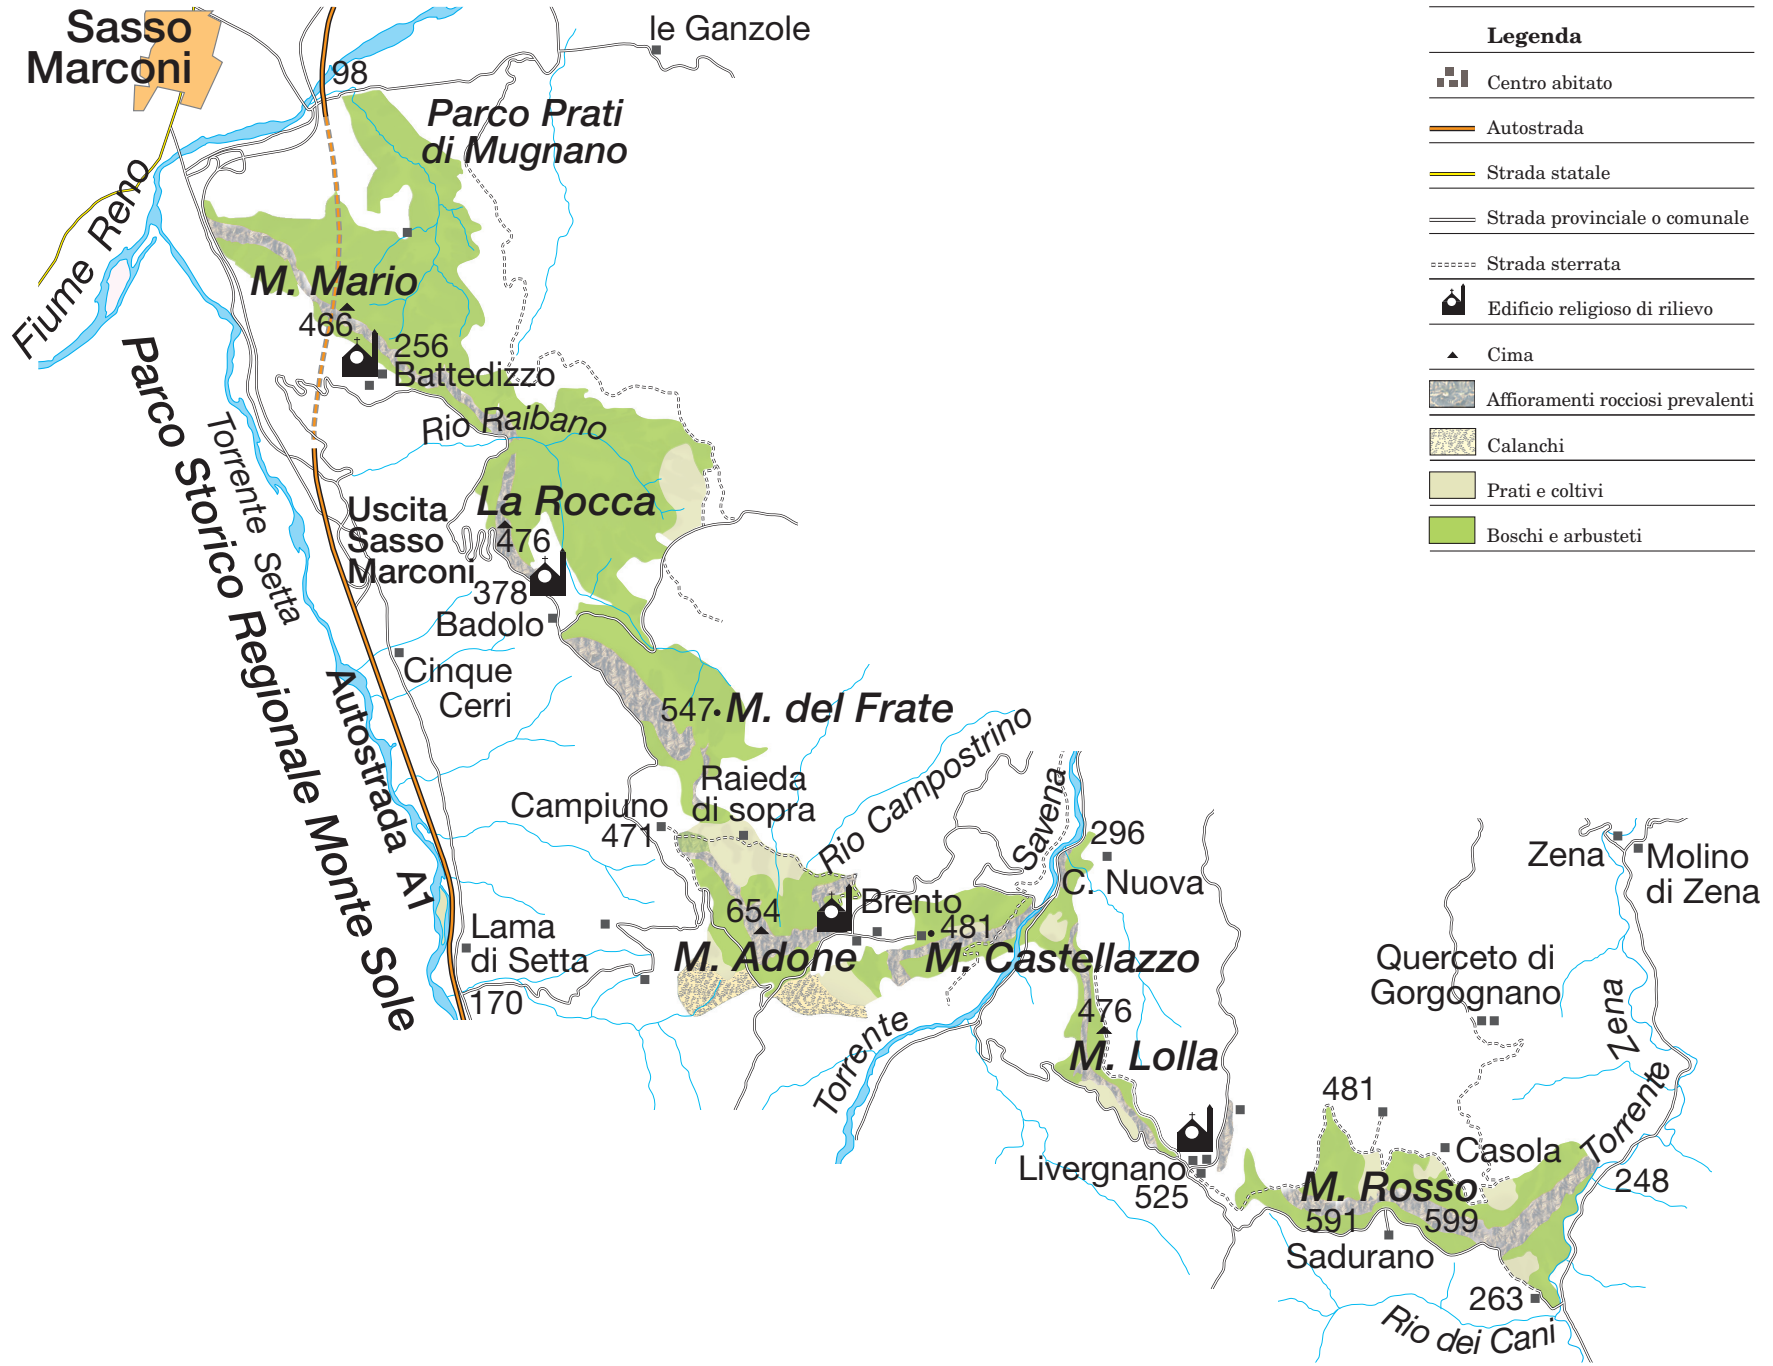 Sasso
Marconi
98
le Ganzole
Parco Prati
di Mugnano
Fiume Reno
M. Mario
466
256
Battedizzo
Rio Raibano
Parco Storico Regionale Monte Sole
Torrente Setta
Uscita
Sasso
Marconi
La Rocca
476
378
Badolo
Cinque
Cerri
Autostrada A1
547
M. del Frate
Raieda
di sopra
Campiuno
471
Rio Campostrino
Savena
296
C. Nuova
654
Brento
481
M. Adone
M. Castellazzo
Lama
di Setta
170
Torrente
476
M. Lolla
Livergnano
525
Zena
Molino
di Zena
Querceto di
Gorgognano
Zena
Torrente
481
Casola
248
M. Rosso
591
599
Sadurano
263
Rio dei Cani
Legenda
Centro abitato
Autostrada
Strada statale
Strada provinciale o comunale
Strada sterrata
Edificio religioso di rilievo
Cima
Affioramenti rocciosi prevalenti
Calanchi
Prati e coltivi
Boschi e arbusteti